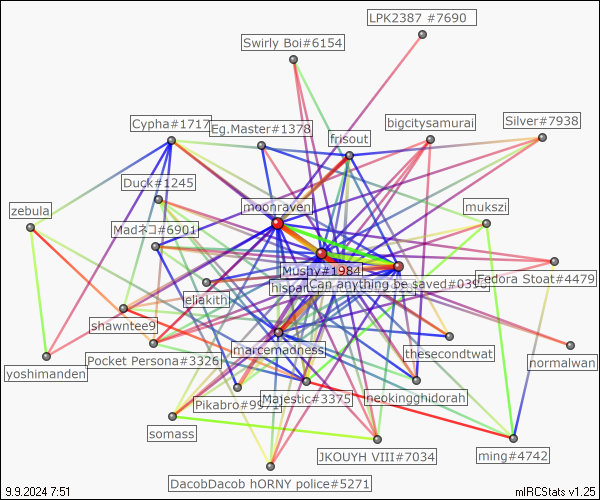 LPK2387 #7690
Swirly Boi#6154
Cypha#1717
Eg.Master#1378
bigcitysamurai
Silver#7938
frisout
Duck#1245
zebula
moonraven
mukszi
Madネコ#6901
Mushy#1984
Fedora Stoat#4479
hispar
Can anything be saved#039
leliakith
shawntee9
marcemadness
thesecondtwat
Pocket Persona#3326
normalwan
yoshimanden
Majestic#3375
neokingghidorah
Pikabro#9971
somass
JKOUYH VIII#7034
ming#4742
DacobDacob hORNY police#5271
9.9.2024 7:51
mIRCStats v1.25